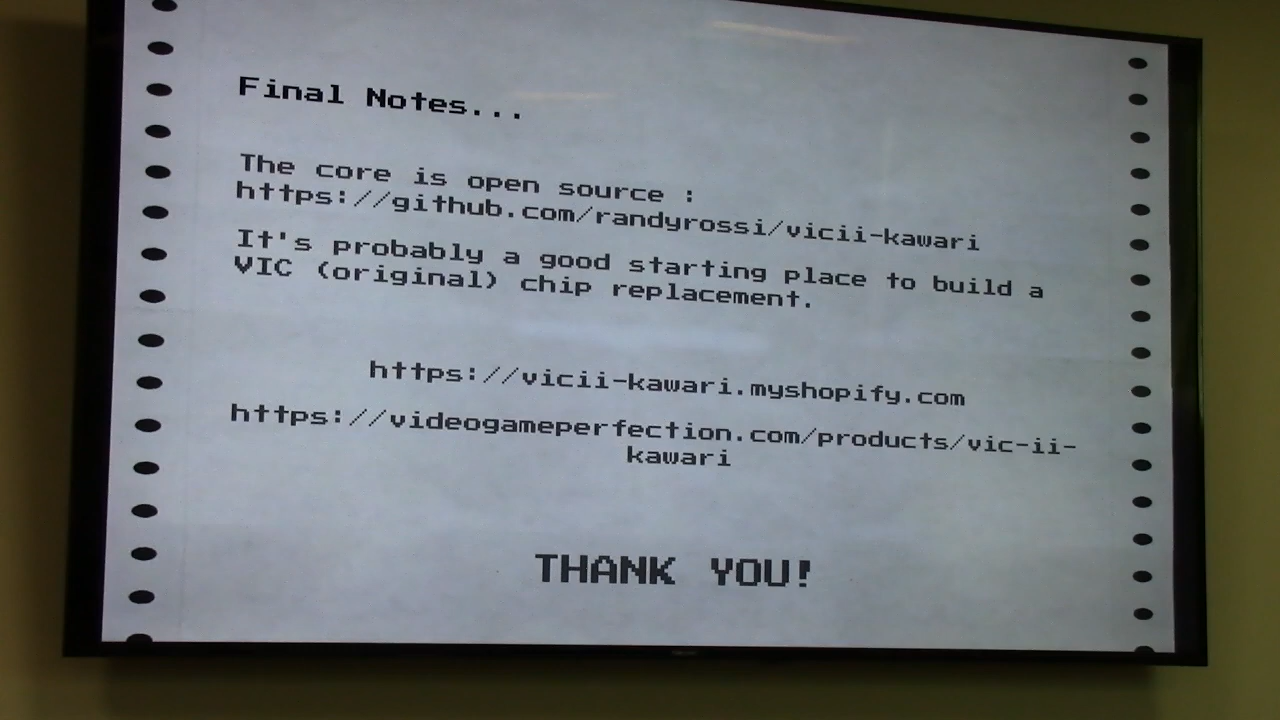 Final Notes...
The core is open source :
https://github.com/randyrossi/vicii-kawari
It's probably a good starting place to build a
VIC (original) chip replacement.
https://vicii-kawari.myshopify.com
https://videogameperfection.com/products/vic-ii-
kawari
THANK YOU!